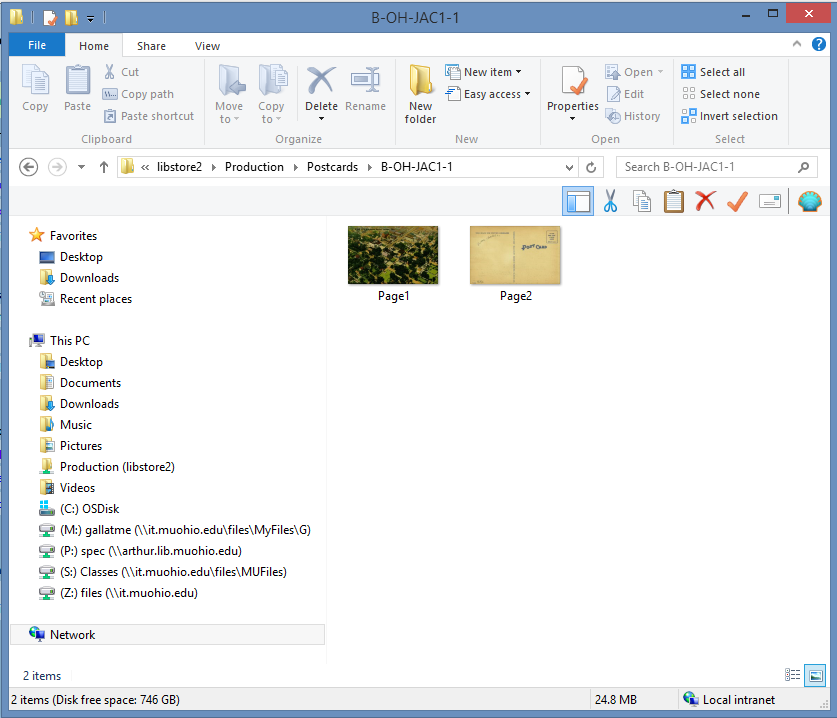 B-OH-JAC1-1
File Home Share View
Copy
Paste
Cut
Copy path
Paste shortcut
Clipboard
Move to
Copy to
Delete
Rename
Organize
New folder
New item
Easy access
New
Properties
Open
Edit
History
Open
Select all
Select none
Invert selection
Select
« libstore2 Production Postcards B-OH-JAC1-1
Search B-OH-JAC1-1
Favorites
Desktop
Downloads
Recent places
This PC
Desktop
Documents
Downloads
Music
Pictures
Production (libstore2)
Videos
(C:) OSDisk
(M:) gallatme (\\it.muohio.edu\files\MyFiles\G)
(P:) spec (\\arthur.lib.muohio.edu)
(S:) Classes (\\it.muohio.edu\files\MUFiles)
(Z:) files (\\it.muohio.edu)
Network
Post Card
Page1
Page2
2 items
2 items (Disk free space: 746 GB)
24.8 MB
Local intranet